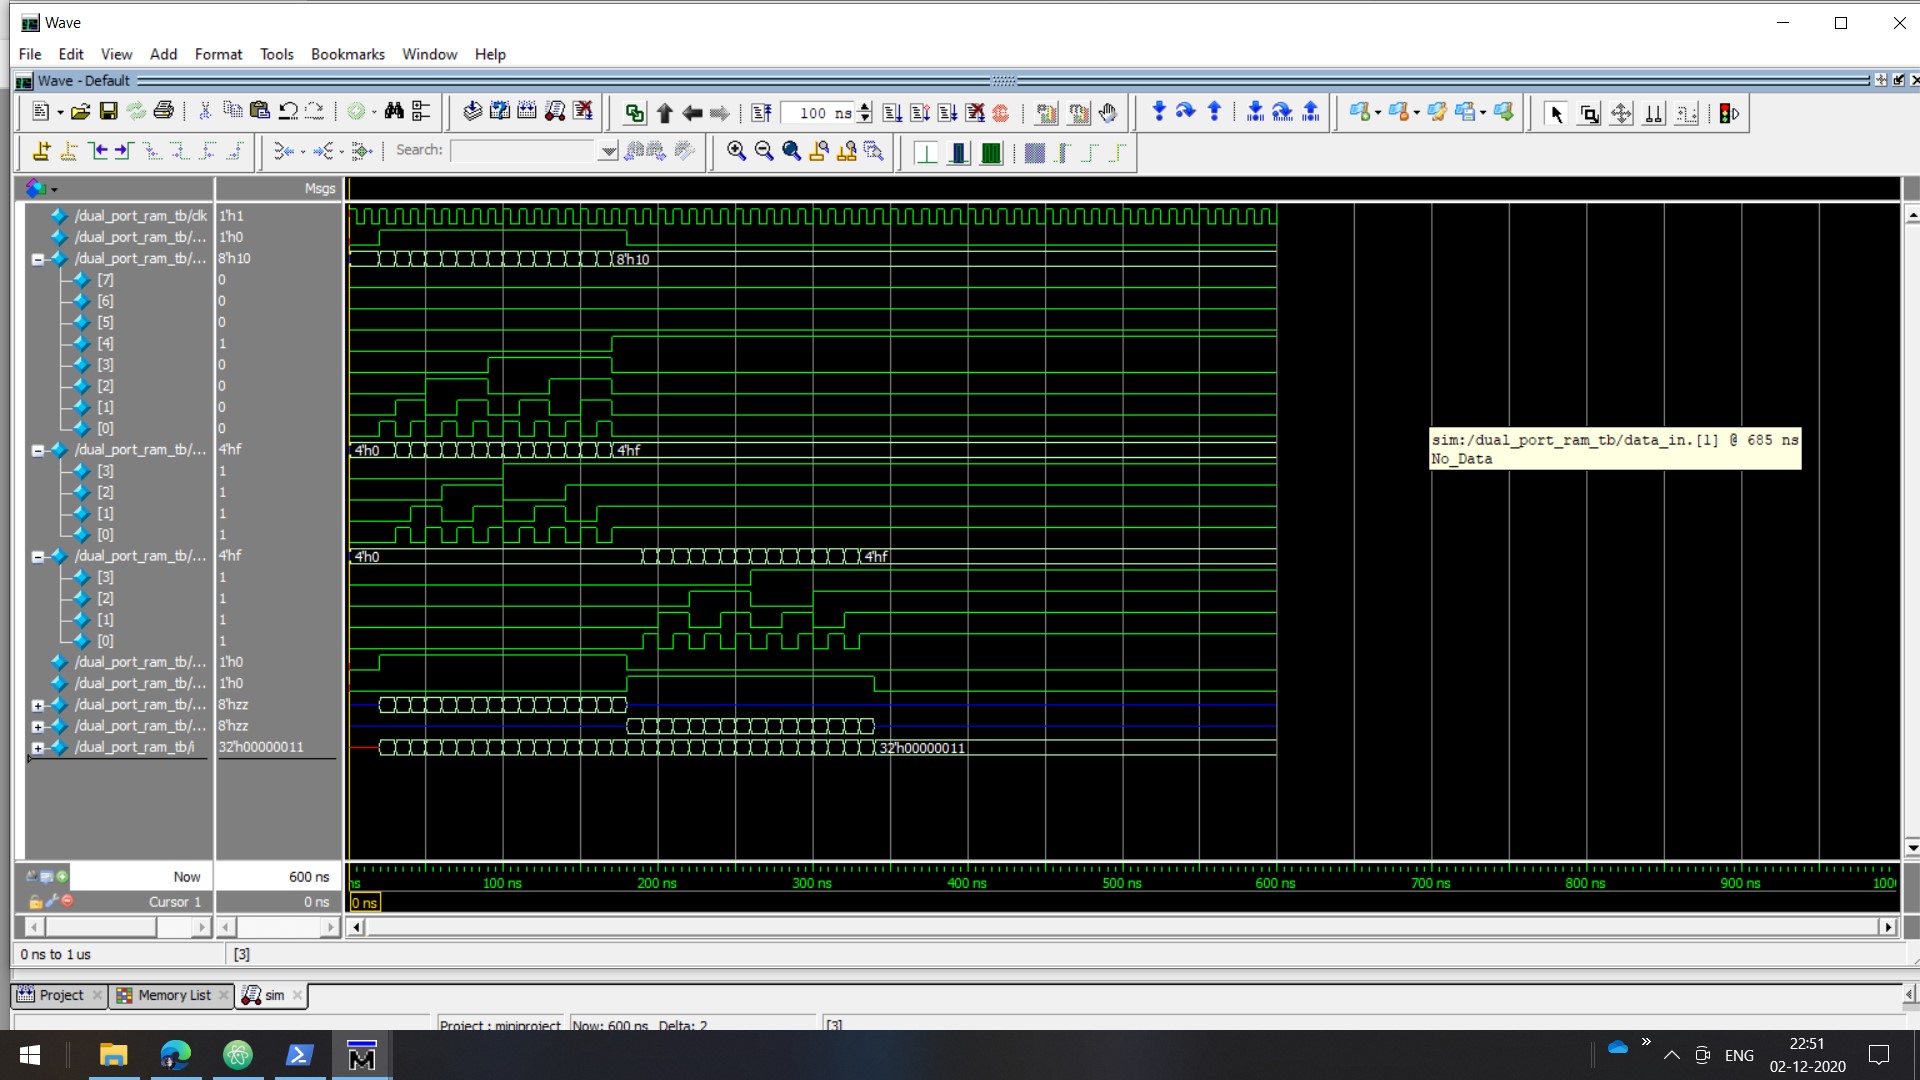 Wave
File Edit View Add Format Tools Bookmarks Window Help
Wave - Default
100 ns
Search:
Msgs
/dual_port_ram_tb/clk 1'h1
/dual_port_ram_tb/... 1'h0
/dual_port_ram_tb/... 8'h10 8'h10
[7] 0
[6] 0
[5] 0
[4] 1
[3] 0
[2] 0
[1] 0
[0] 0
/dual_port_ram_tb/... 4'hf 4'h0 4'hf
[3] 1
[2] 1
[1] 1
[0] 1
/dual_port_ram_tb/... 4'hf 4'h0 4'hf
[3] 1
[2] 1
[1] 1
[0] 1
/dual_port_ram_tb/... 1'h0
/dual_port_ram_tb/... 1'h0
/dual_port_ram_tb/... 8'hzz
/dual_port_ram_tb/... 8'hzz
/dual_port_ram_tb/i 32'h00000011 32'h00000011
sim:/dual_port_ram_tb/data_in.[1] @ 685 ns
No_Data
Now 600 ns ns 100 ns 200 ns 300 ns 400 ns 500 ns 600 ns 700 ns 800 ns 900 ns 100
Cursor 1 0 ns 0 ns
0 ns to 1 us [3]
Project Memory List sim
Project : miniproject Now: 600 ns Delta: 2 [3]
ENG
22:51
02-12-2020